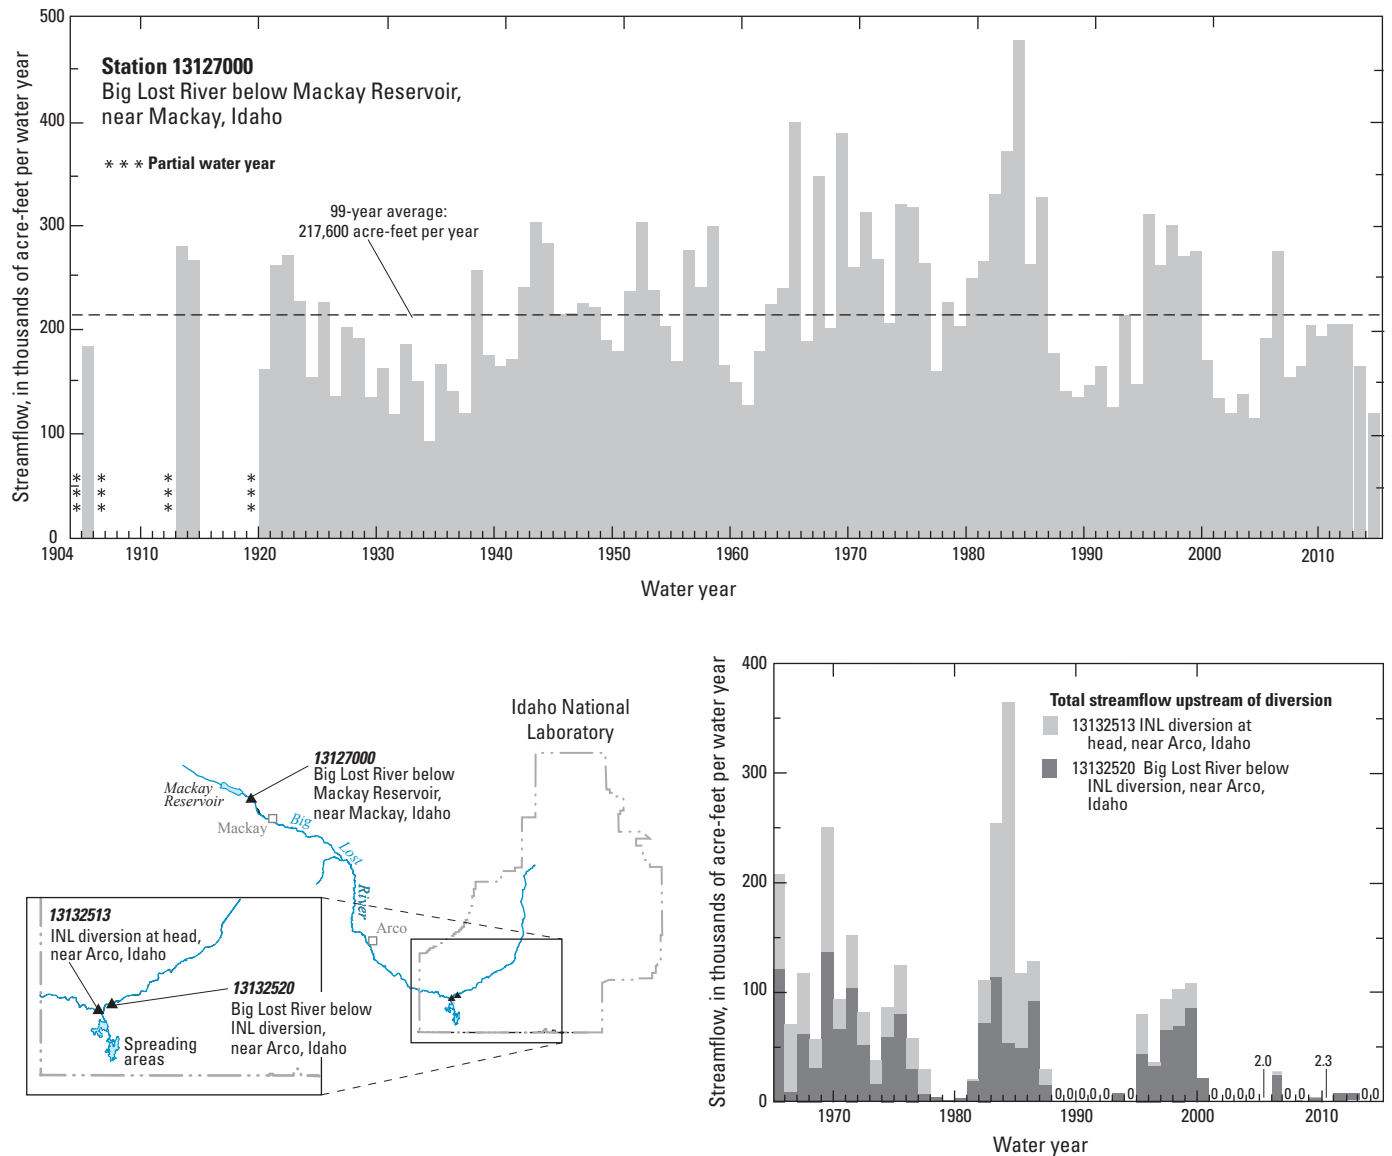 500
400
300
200
100
0
Streamflow, in thousands of acre-feet per water year
Station 13127000
Big Lost River below Mackay Reservoir,
near Mackay, Idaho
* * * Partial water year
99-year average:
217,600 acre-feet per year
* * * *
* * * *
* * * *
1904 1910 1920 1930 1940 1950 1960 1970 1980 1990 2000 2010
Water year
Idaho National
Laboratory
13127000
Big Lost River below
Mackay Reservoir,
near Mackay, Idaho
Mackay
Reservoir
Mackay
Big
Lost
River
Arco
13132513
INL diversion at head,
near Arco, Idaho
13132520
Big Lost River below
INL diversion,
near Arco, Idaho
Spreading
areas
400
300
200
100
0
Streamflow, in thousands of acre-feet per water year
Total streamflow upstream of diversion
13132513 INL diversion at
head, near Arco, Idaho
13132520 Big Lost River below
INL diversion, near Arco,
Idaho
2.0 2.3
0 0 0 0 0 0 0 0 0 0 0 0 0 0 0
1970 1980 1990 2000 2010
Water year